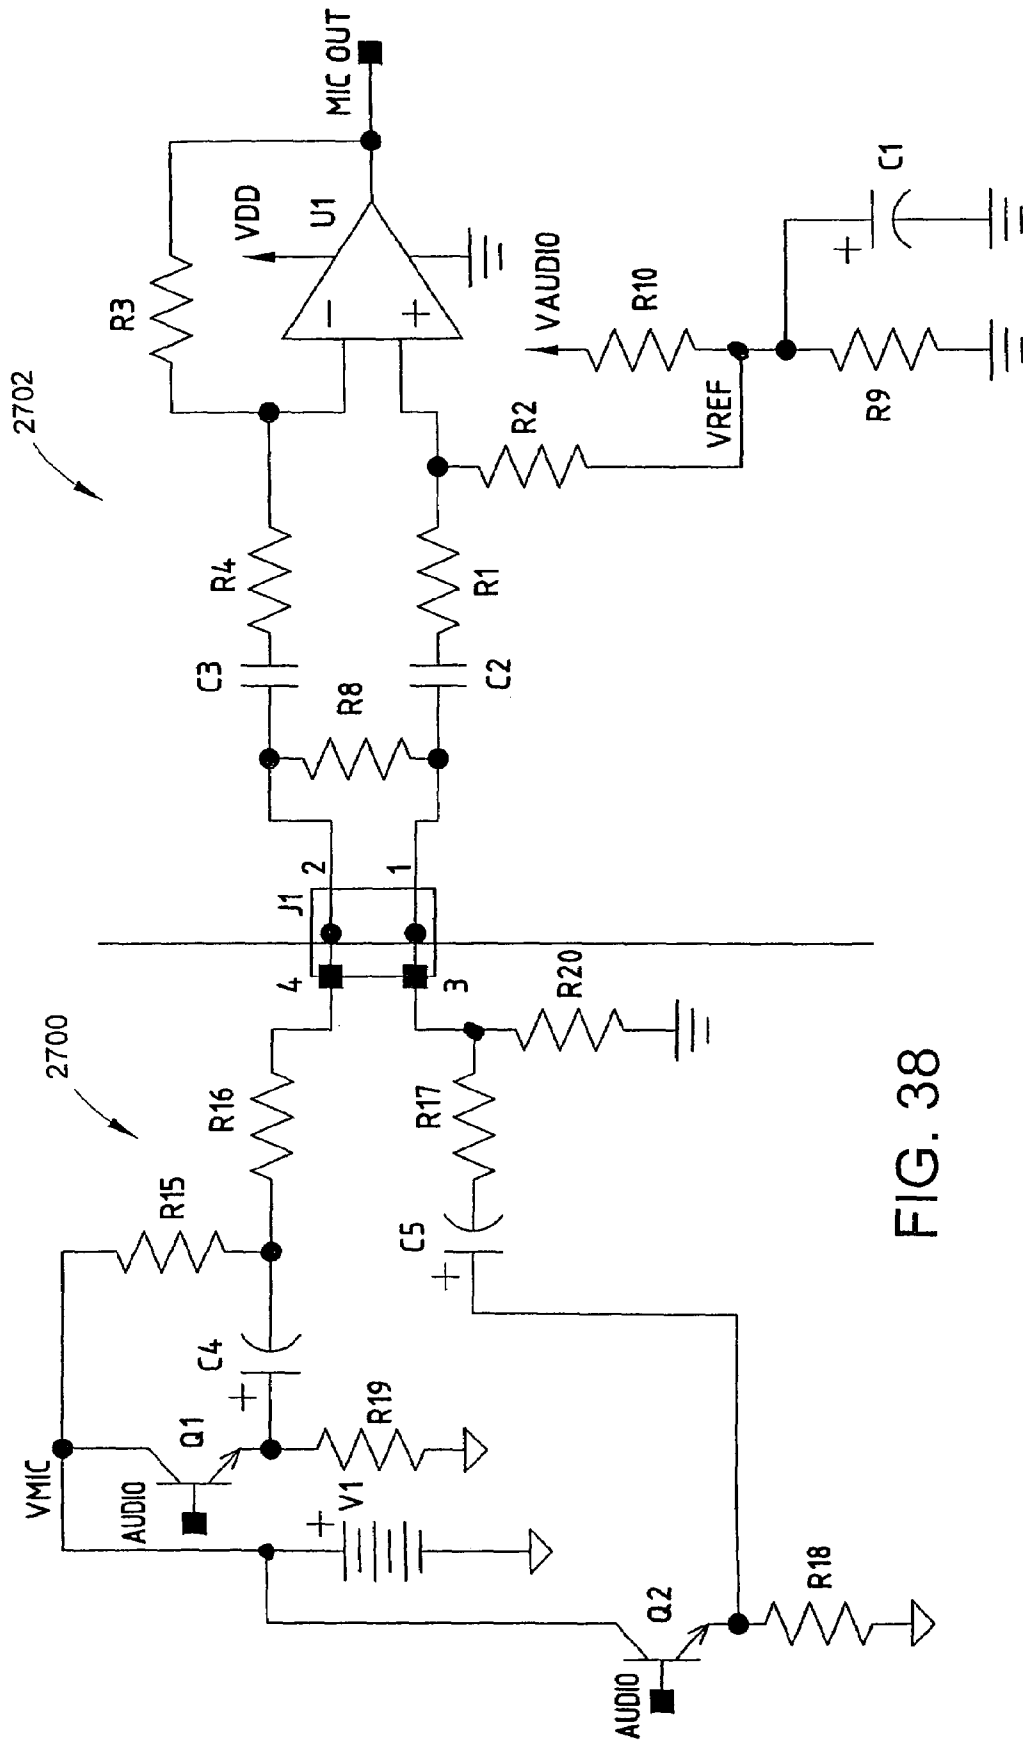 2702
R3
VDD
U1
MIC OUT
−
+
R4
C3
R8
R1
C2
R2
VAUDIO
R10
VREF
R9
+
C1
J1
2
1
4
3
2700
R16
R15
R17
R20
C5
+
C4
+
VMIC
Q1
AUDIO
R19
V1
+
Q2
AUDIO
R18
FIG. 38